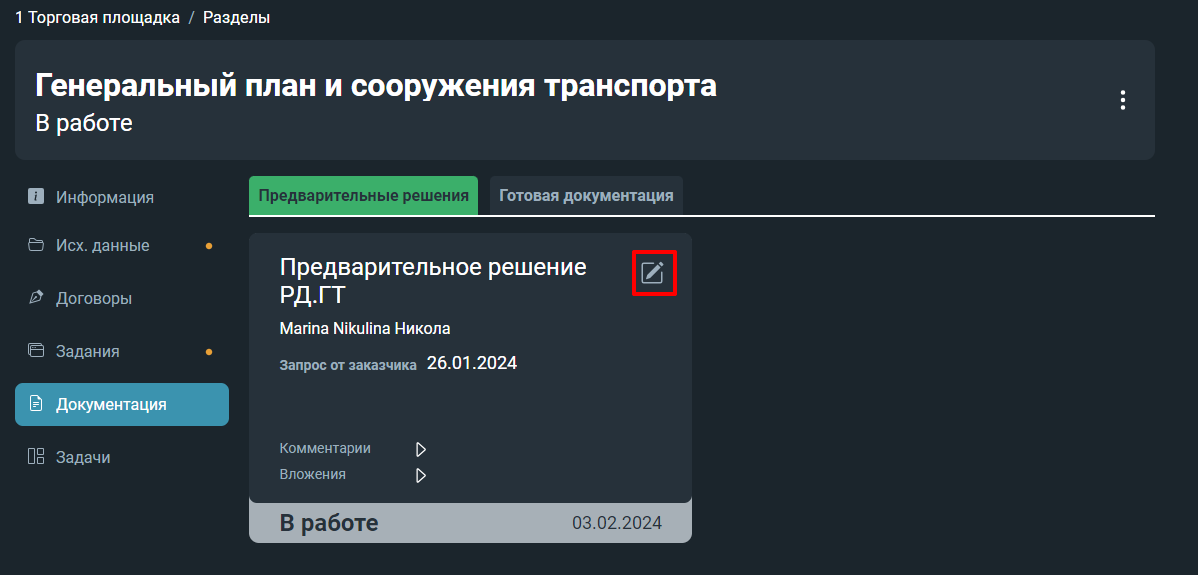 1 Торговая площадка / Разделы
Генеральный план и сооружения транспорта
В работе
Информация
Исх. данные
Договоры
Задания
Документация
Задачи
Предварительные решения Готовая документация
Предварительное решение
РД.ГТ
Marina Nikulina Никола
Запрос от заказчика 26.01.2024
Комментарии
Вложения
В работе 03.02.2024